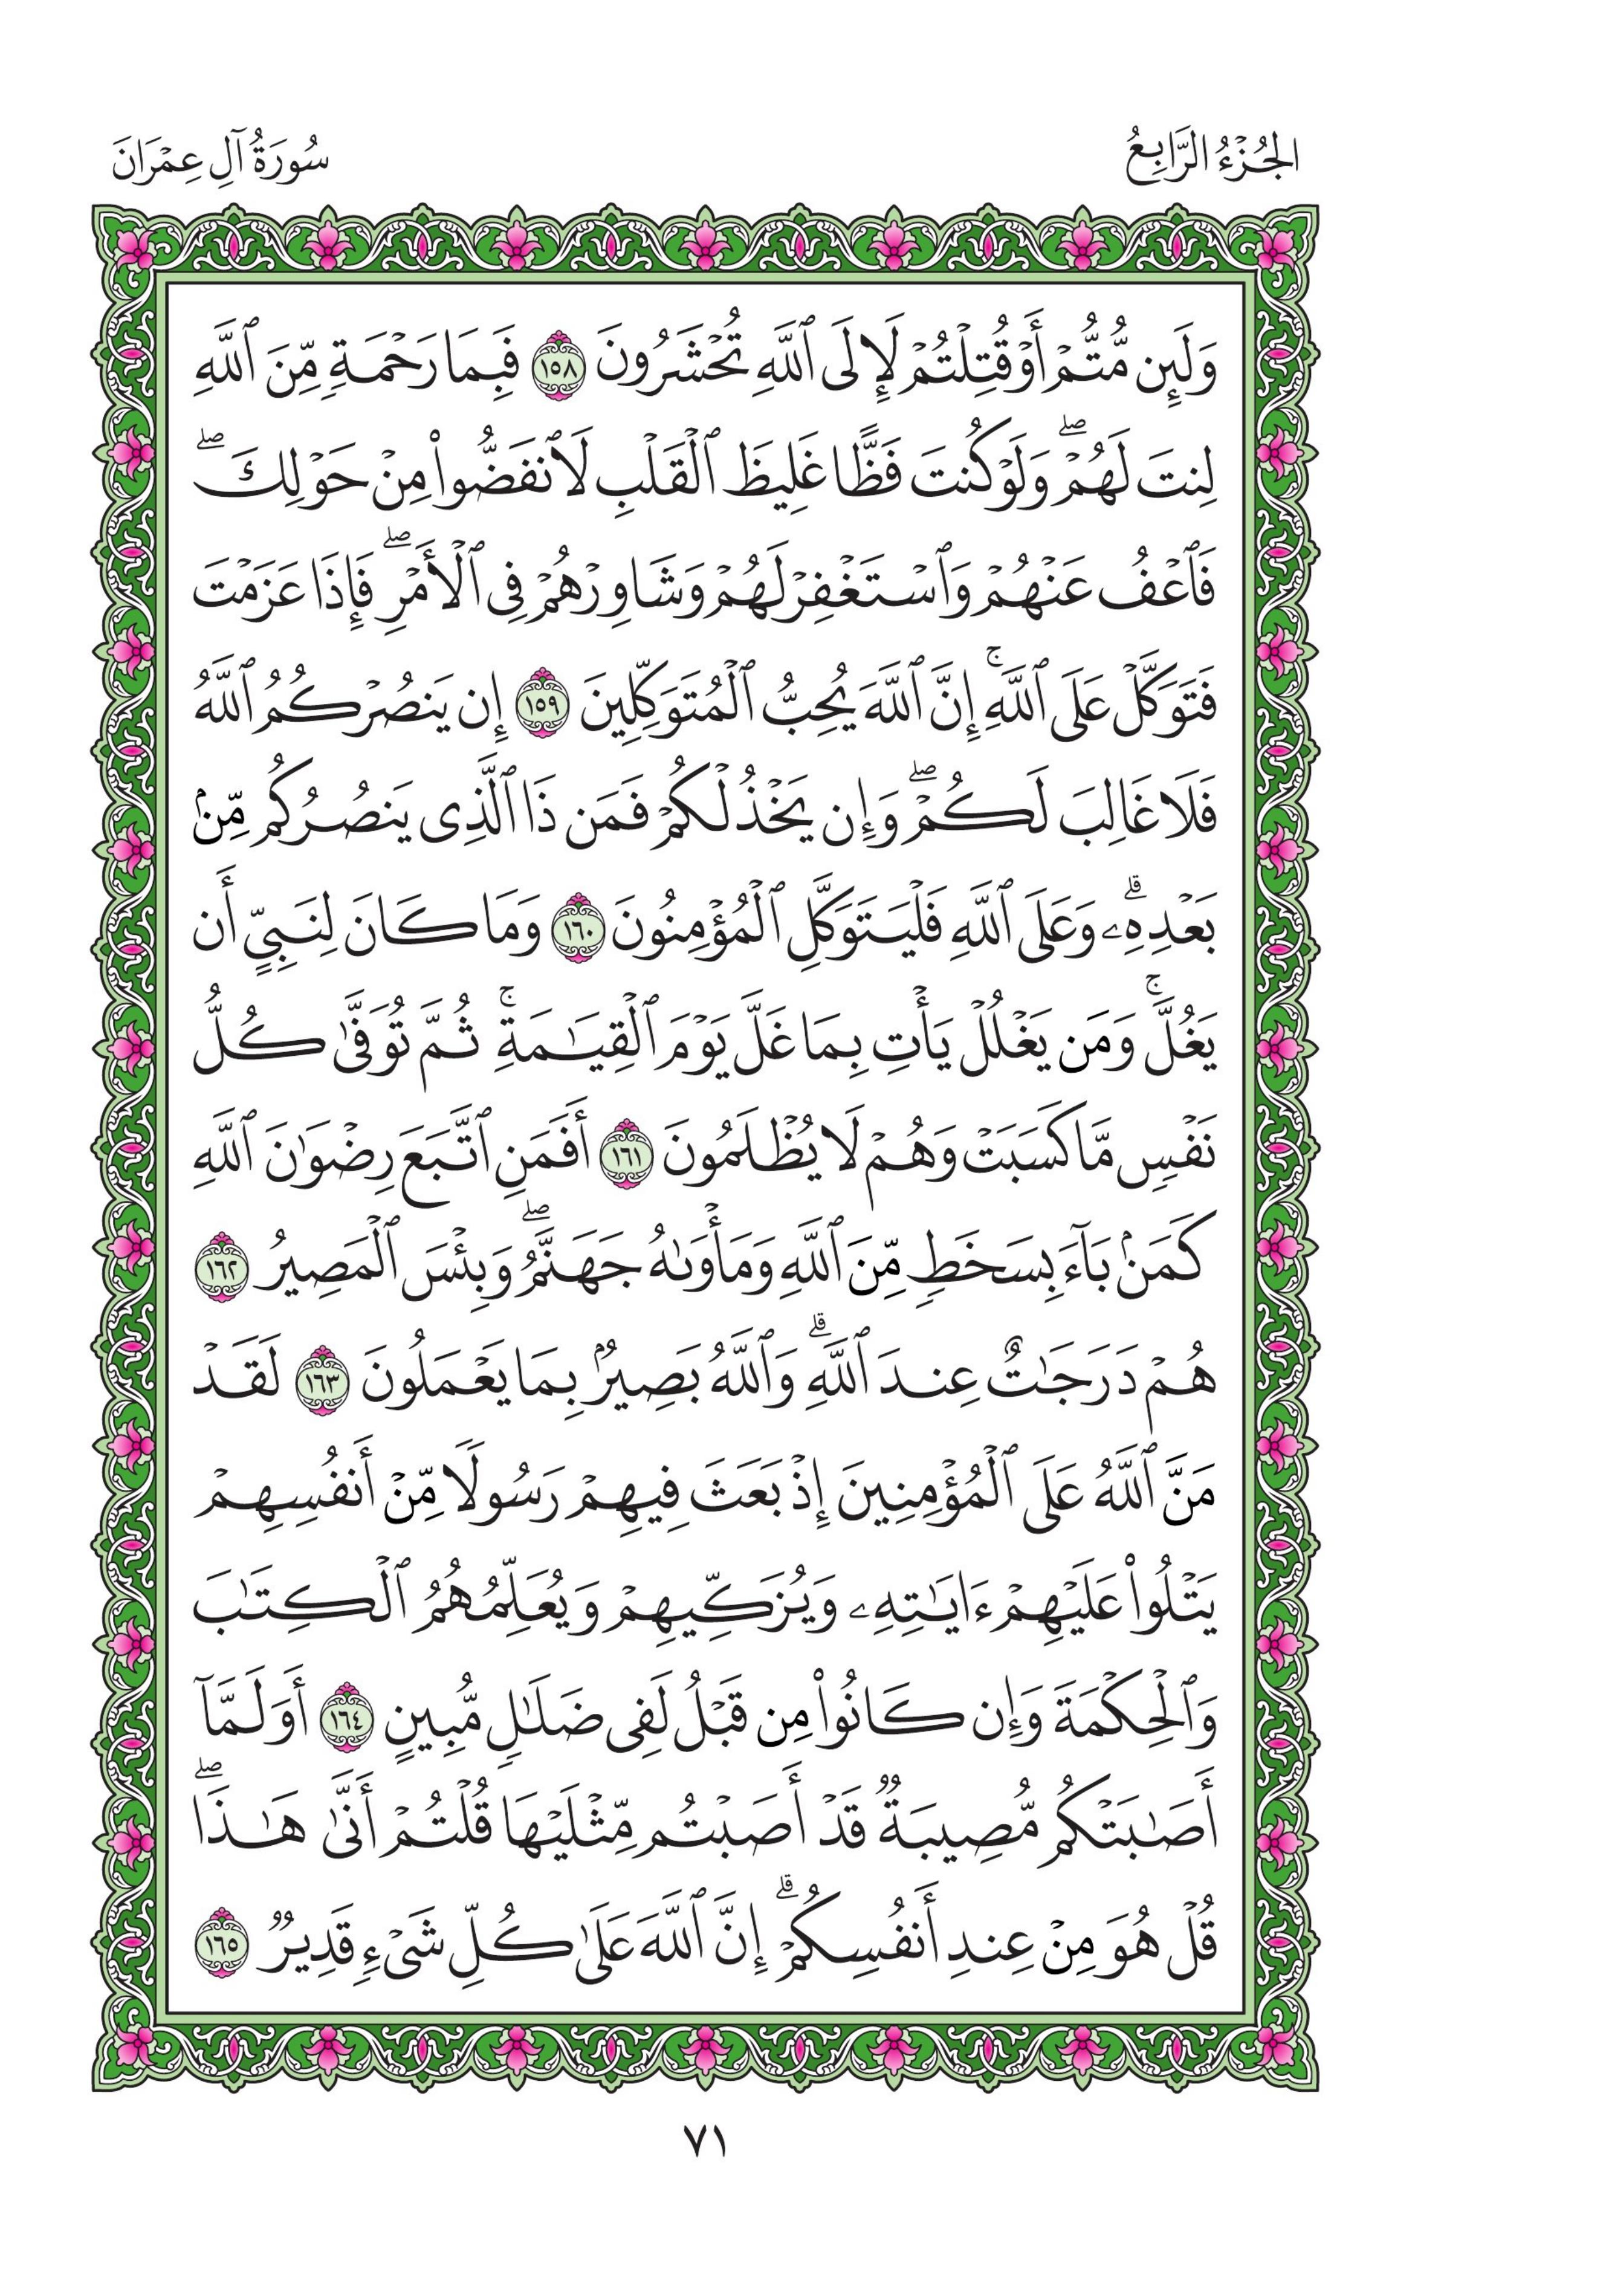 الجُزْءُ الرَّابِعُ
سُورَةُ آلِ عِمْرَانَ
وَلَئِن مُّتُّمْ أَوْ قُتِلْتُمْ لَإِلَى ٱللَّهِ تُحْشَرُونَ ١٥٨ فَبِمَا رَحْمَةٍ مِّنَ ٱللَّهِ
لِنتَ لَهُمْ ۖ وَلَوْ كُنتَ فَظًّا غَلِيظَ ٱلْقَلْبِ لَٱنفَضُّوا۟ مِنْ حَوْلِكَ ۖ
فَٱعْفُ عَنْهُمْ وَٱسْتَغْفِرْ لَهُمْ وَشَاوِرْهُمْ فِى ٱلْأَمْرِ ۖ فَإِذَا عَزَمْتَ
فَتَوَكَّلْ عَلَى ٱللَّهِ ۚ إِنَّ ٱللَّهَ يُحِبُّ ٱلْمُتَوَكِّلِينَ ١٥٩ إِن يَنصُرْكُمُ ٱللَّهُ
فَلَا غَالِبَ لَكُمْ ۖ وَإِن يَخْذُلْكُمْ فَمَن ذَا ٱلَّذِى يَنصُرُكُم مِّنۢ
بَعْدِهِۦ ۗ وَعَلَى ٱللَّهِ فَلْيَتَوَكَّلِ ٱلْمُؤْمِنُونَ ١٦٠ وَمَا كَانَ لِنَبِىٍّ أَن
يَغُلَّ ۚ وَمَن يَغْلُلْ يَأْتِ بِمَا غَلَّ يَوْمَ ٱلْقِيَـٰمَةِ ۚ ثُمَّ تُوَفَّىٰ كُلُّ
نَفْسٍ مَّا كَسَبَتْ وَهُمْ لَا يُظْلَمُونَ ١٦١ أَفَمَنِ ٱتَّبَعَ رِضْوَٰنَ ٱللَّهِ
كَمَنۢ بَآءَ بِسَخَطٍ مِّنَ ٱللَّهِ وَمَأْوَىٰهُ جَهَنَّمُ ۖ وَبِئْسَ ٱلْمَصِيرُ ١٦٢
هُمْ دَرَجَـٰتٌ عِندَ ٱللَّهِ ۗ وَٱللَّهُ بَصِيرٌۢ بِمَا يَعْمَلُونَ ١٦٣ لَقَدْ
مَنَّ ٱللَّهُ عَلَى ٱلْمُؤْمِنِينَ إِذْ بَعَثَ فِيهِمْ رَسُولًا مِّنْ أَنفُسِهِمْ
يَتْلُوا۟ عَلَيْهِمْ ءَايَـٰتِهِۦ وَيُزَكِّيهِمْ وَيُعَلِّمُهُمُ ٱلْكِتَـٰبَ
وَٱلْحِكْمَةَ وَإِن كَانُوا۟ مِن قَبْلُ لَفِى ضَلَـٰلٍ مُّبِينٍ ١٦٤ أَوَلَمَّآ
أَصَـٰبَتْكُم مُّصِيبَةٌ قَدْ أَصَبْتُم مِّثْلَيْهَا قُلْتُمْ أَنَّىٰ هَـٰذَا ۖ
قُلْ هُوَ مِنْ عِندِ أَنفُسِكُمْ ۗ إِنَّ ٱللَّهَ عَلَىٰ كُلِّ شَىْءٍ قَدِيرٌ ١٦٥
٧١